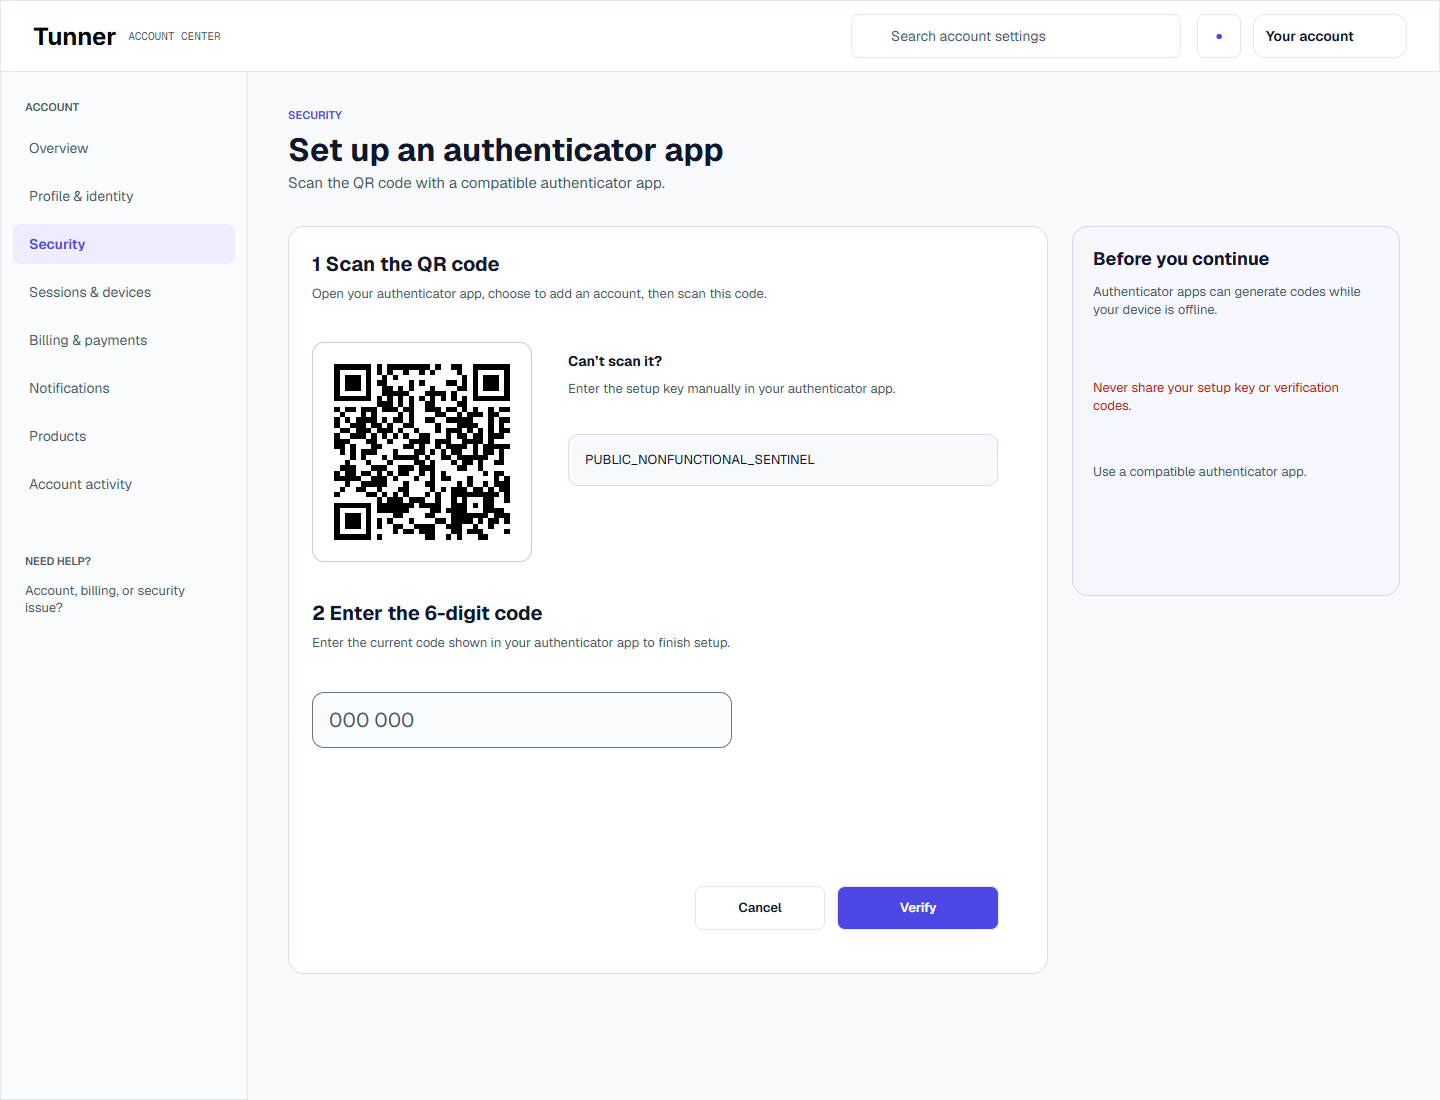 Tunner
ACCOUNT CENTER
Search account settings
Your account
ACCOUNT
Overview
Profile & identity
Security
Sessions & devices
Billing & payments
Notifications
Products
Account activity
NEED HELP?
Account, billing, or security
issue?
SECURITY
Set up an authenticator app
Scan the QR code with a compatible authenticator app.
1 Scan the QR code
Open your authenticator app, choose to add an account, then scan this code.
Can’t scan it?
Enter the setup key manually in your authenticator app.
PUBLIC_NONFUNCTIONAL_SENTINEL
2 Enter the 6-digit code
Enter the current code shown in your authenticator app to finish setup.
000 000
Cancel
Verify
Before you continue
Authenticator apps can generate codes while
your device is offline.
Never share your setup key or verification
codes.
Use a compatible authenticator app.